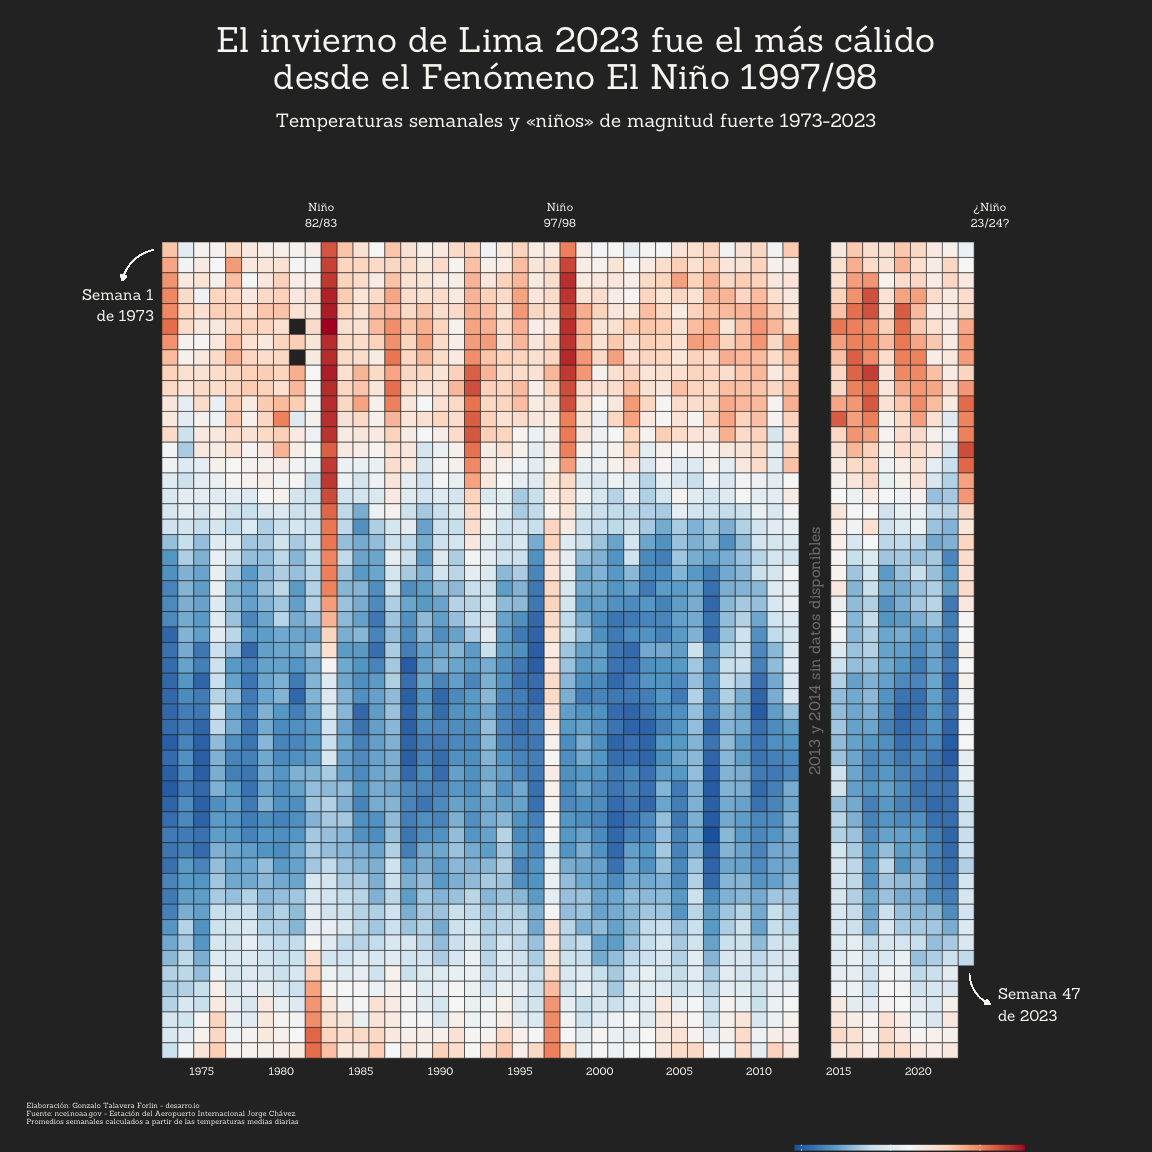 El invierno de Lima 2023 fue el más cálido
desde el Fenómeno El Niño 1997/98
Temperaturas semanales y «niños» de magnitud fuerte 1973-2023
Niño
82/83
Niño
97/98
¿Niño
23/24?
Semana 1
de 1973
2013 y 2014 sin datos disponibles
Semana 47
de 2023
1975 1980 1985 1990 1995 2000 2005 2010 2015 2020
Elaboración: Gonzalo Talavera Forlin - desarro.io
Fuente: ncei.noaa.gov - Estación del Aeropuerto Internacional Jorge Chávez
Promedios semanales calculados a partir de las temperaturas medias diarias